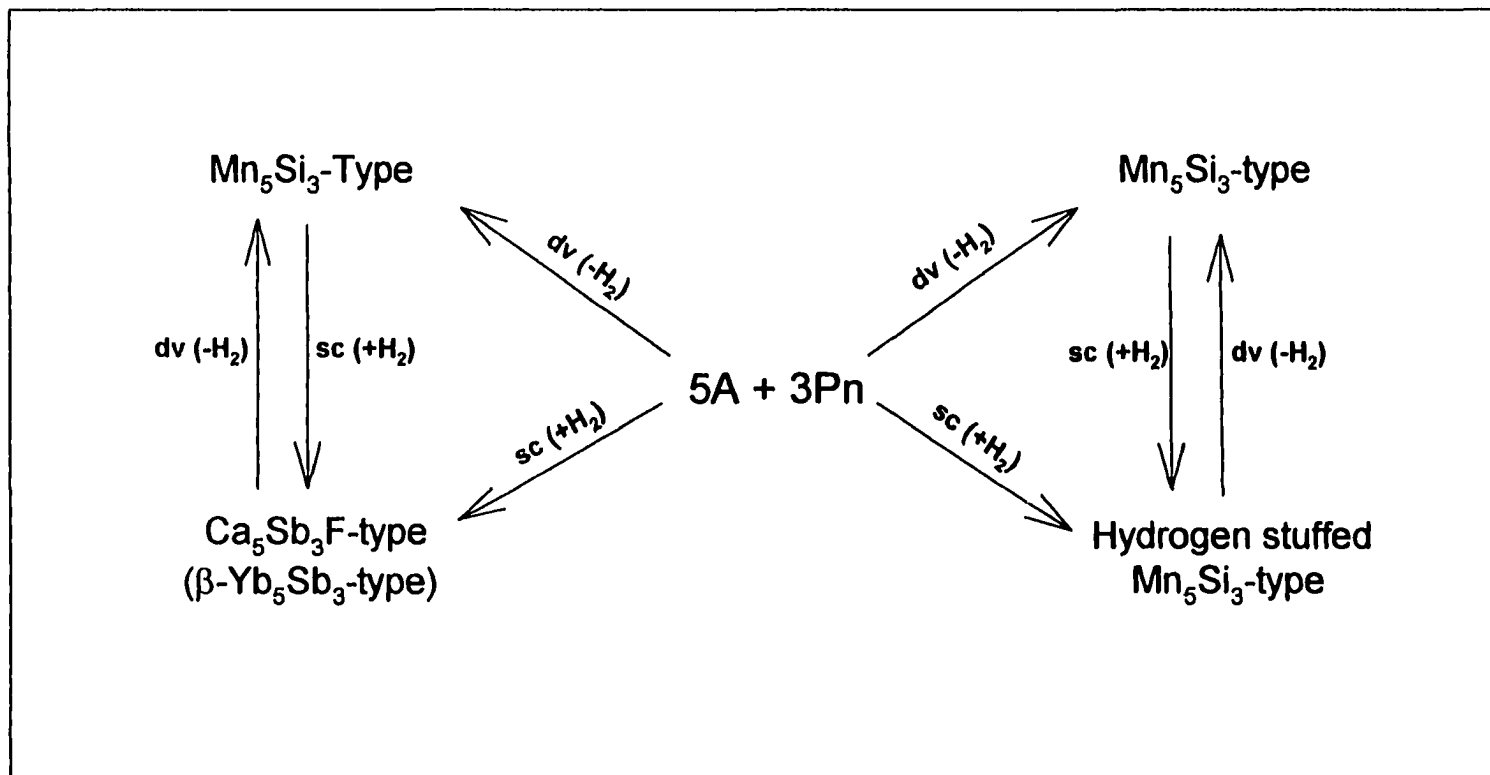 Mn₅Si₃-Type
Mn₅Si₃-type
dv (-H₂)
dv (-H₂)
dv (-H₂)
sc (+H₂)
sc (+H₂)
dv (-H₂)
5A + 3Pn
sc (+H₂)
sc (+H₂)
Ca₅Sb₃F-type
(β-Yb₅Sb₃-type)
Hydrogen stuffed
Mn₅Si₃-type